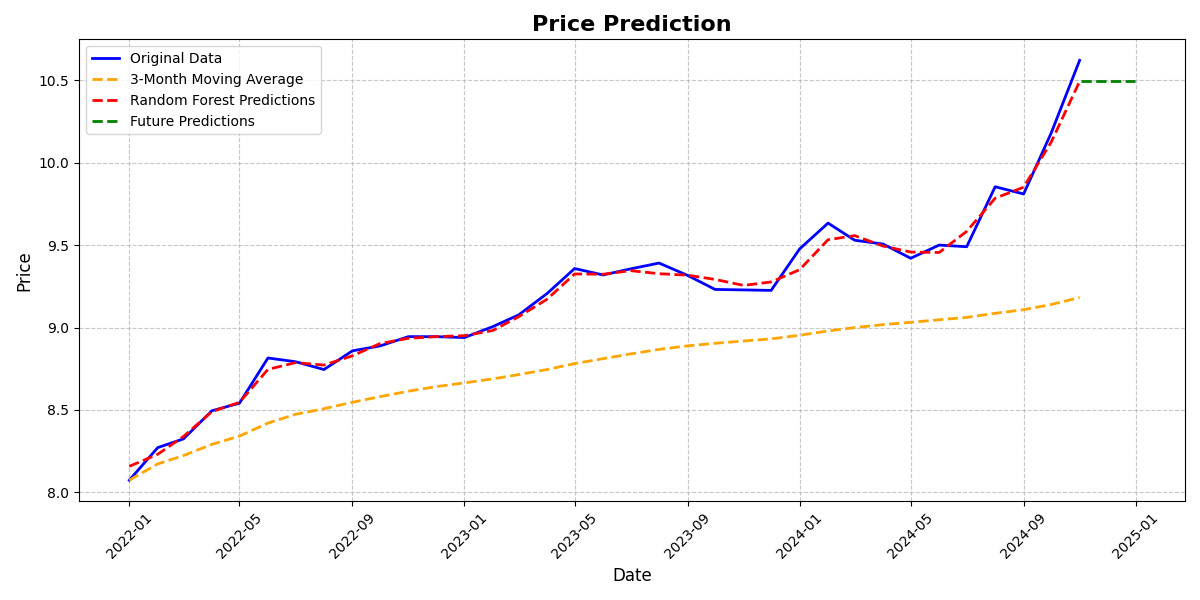 Price Prediction
Original Data
3-Month Moving Average
Random Forest Predictions
Future Predictions
Price
10.5
10.0
9.5
9.0
8.5
8.0
2022-01
2022-05
2022-09
2023-01
2023-05
2023-09
2024-01
2024-05
2024-09
2025-01
Date